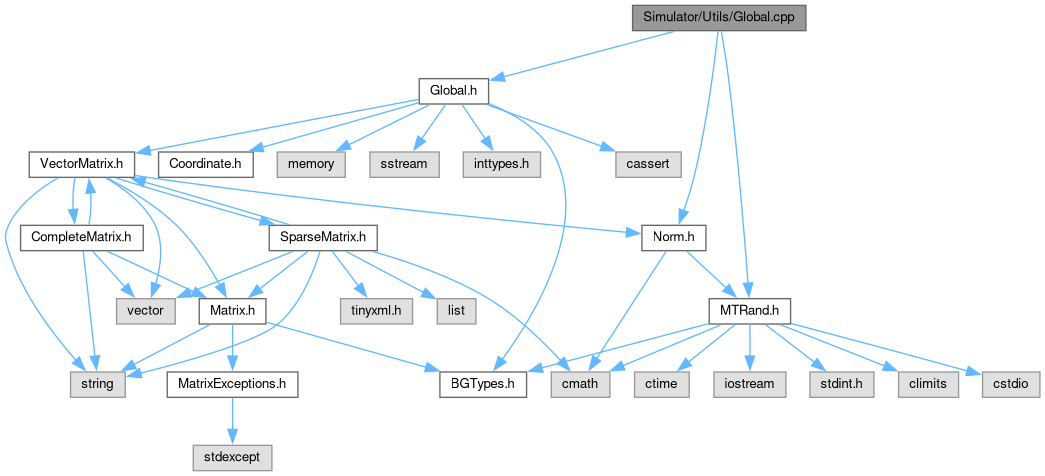 Simulator/Utils/Global.cpp
Global.h
VectorMatrix.h
Coordinate.h
memory
sstream
inttypes.h
cassert
CompleteMatrix.h
SparseMatrix.h
Norm.h
vector
Matrix.h
tinyxml.h
list
MTRand.h
string
MatrixExceptions.h
BGTypes.h
cmath
ctime
iostream
stdint.h
climits
cstdio
stdexcept